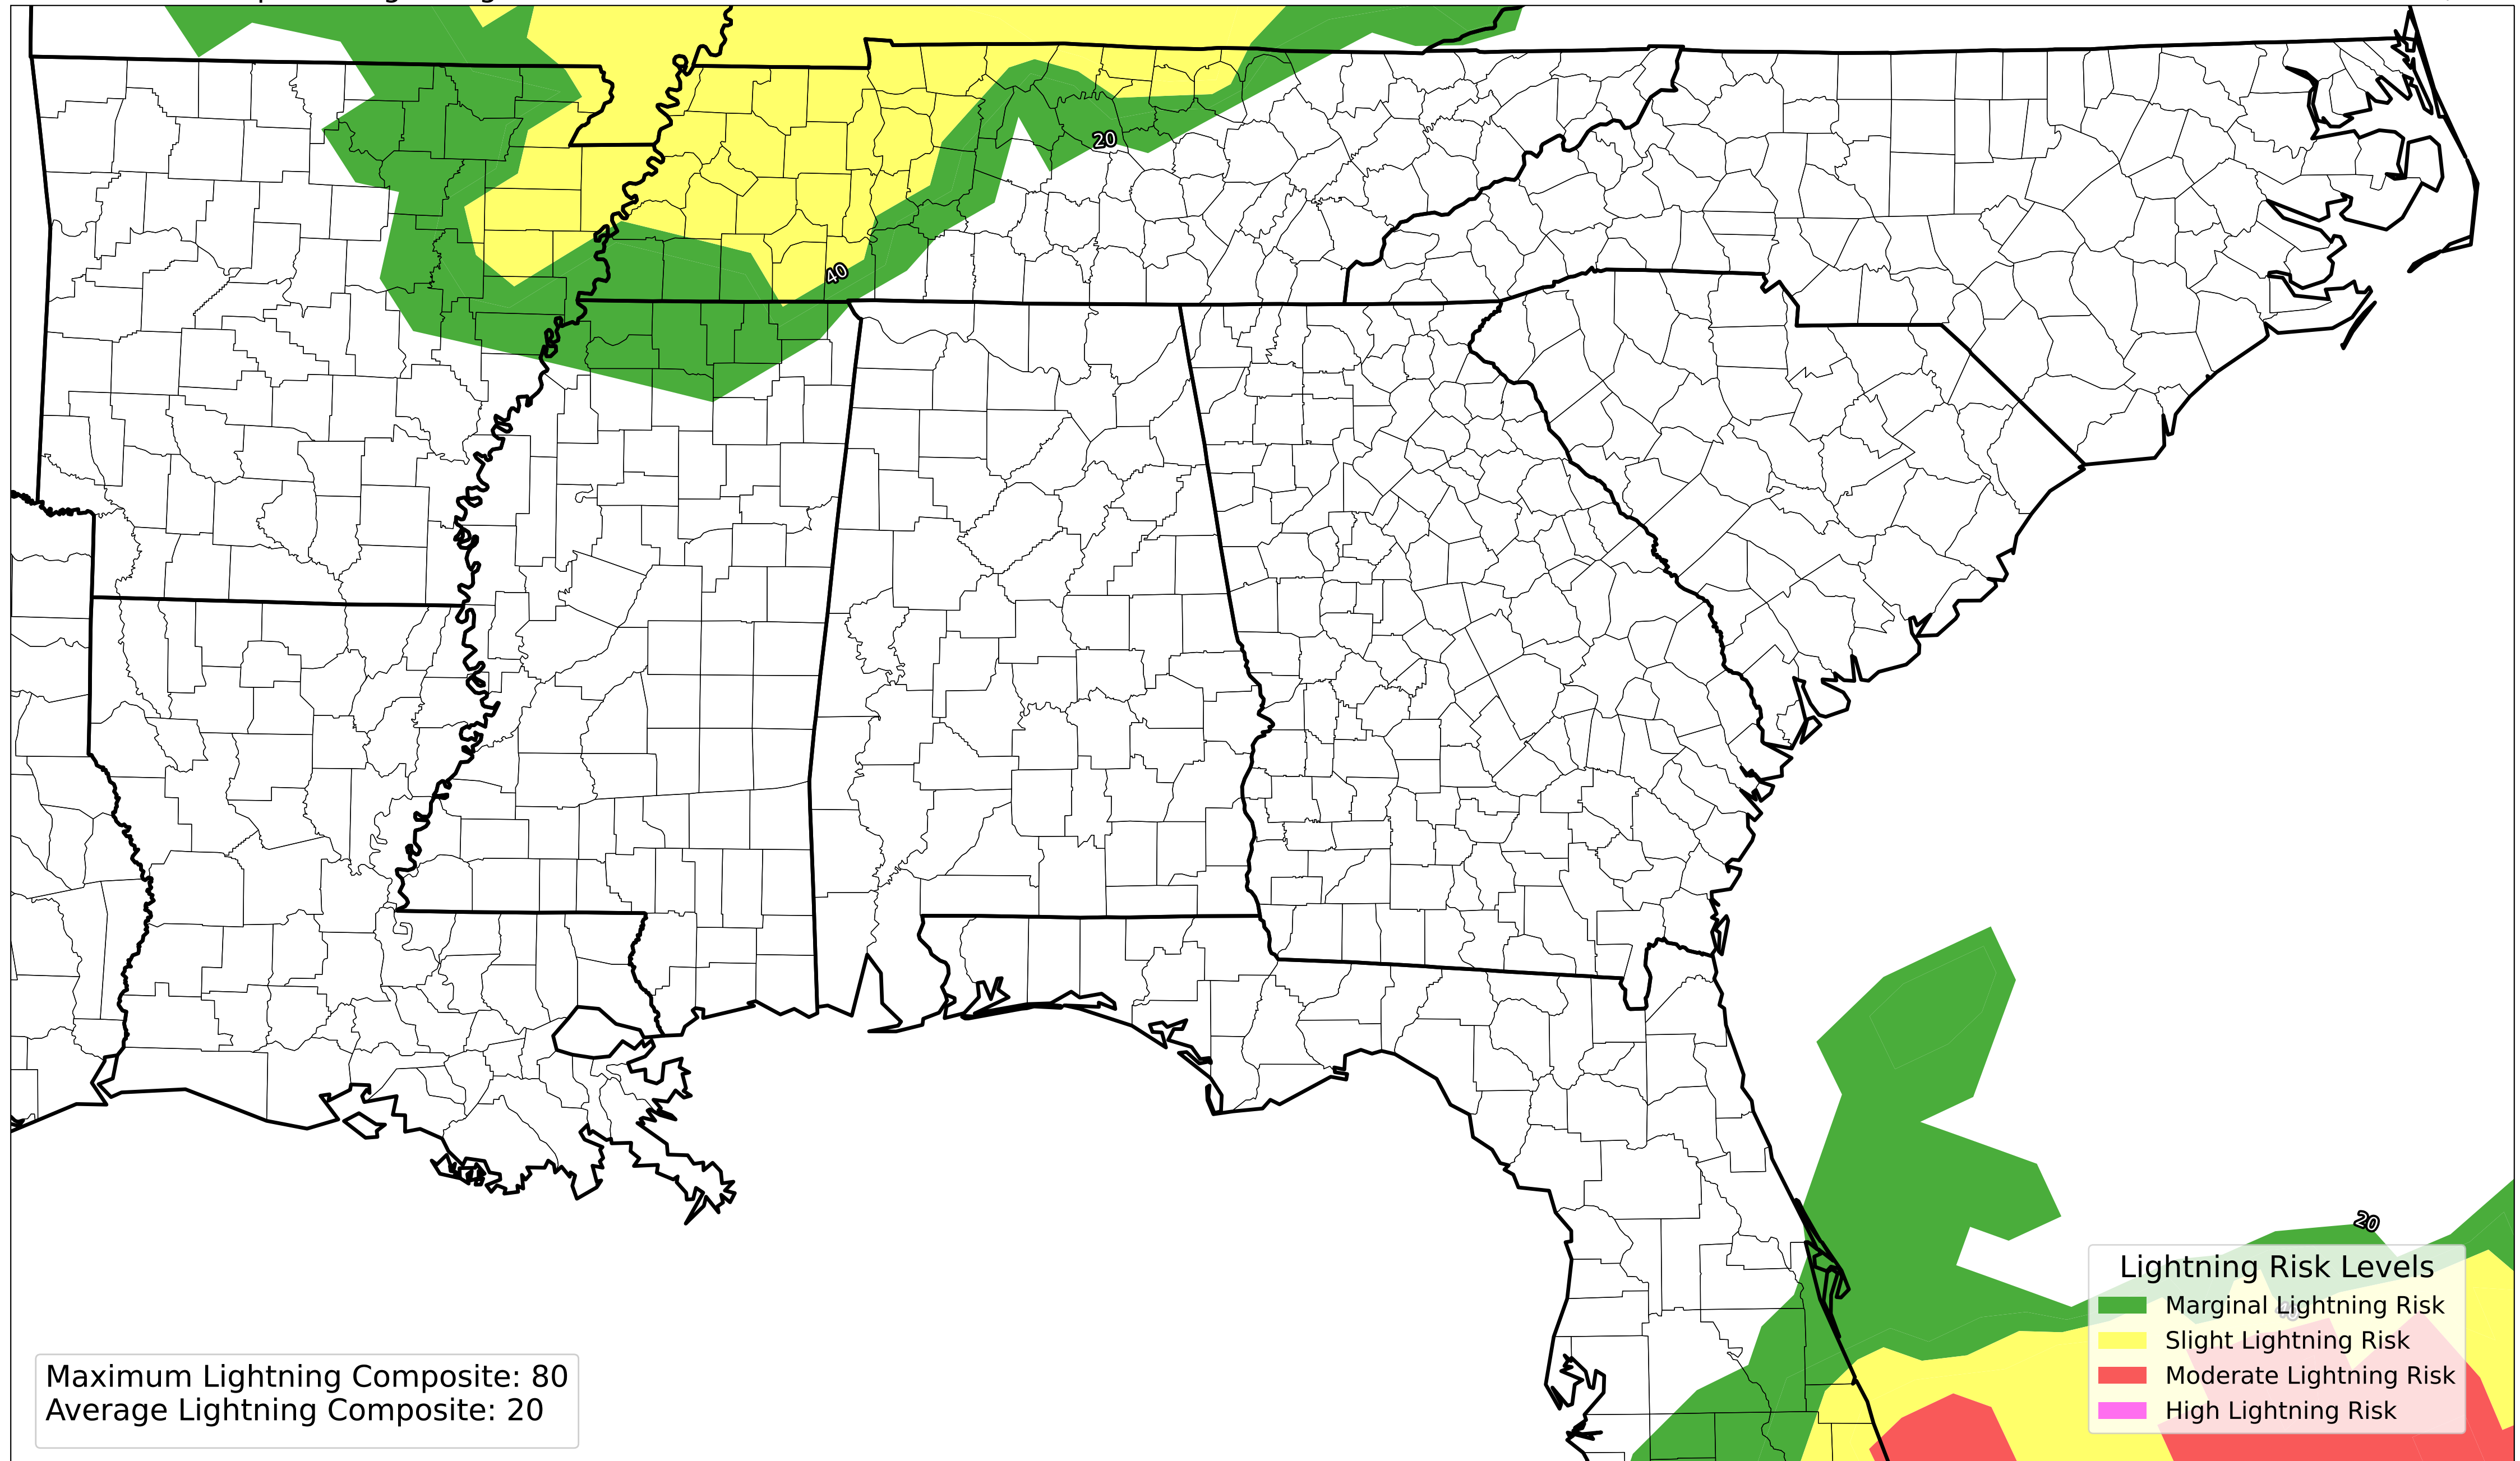 20
40
20
Lightning Risk Levels
Marginal Lightning Risk
Slight Lightning Risk
Moderate Lightning Risk
High Lightning Risk
Maximum Lightning Composite: 80
Average Lightning Composite: 20